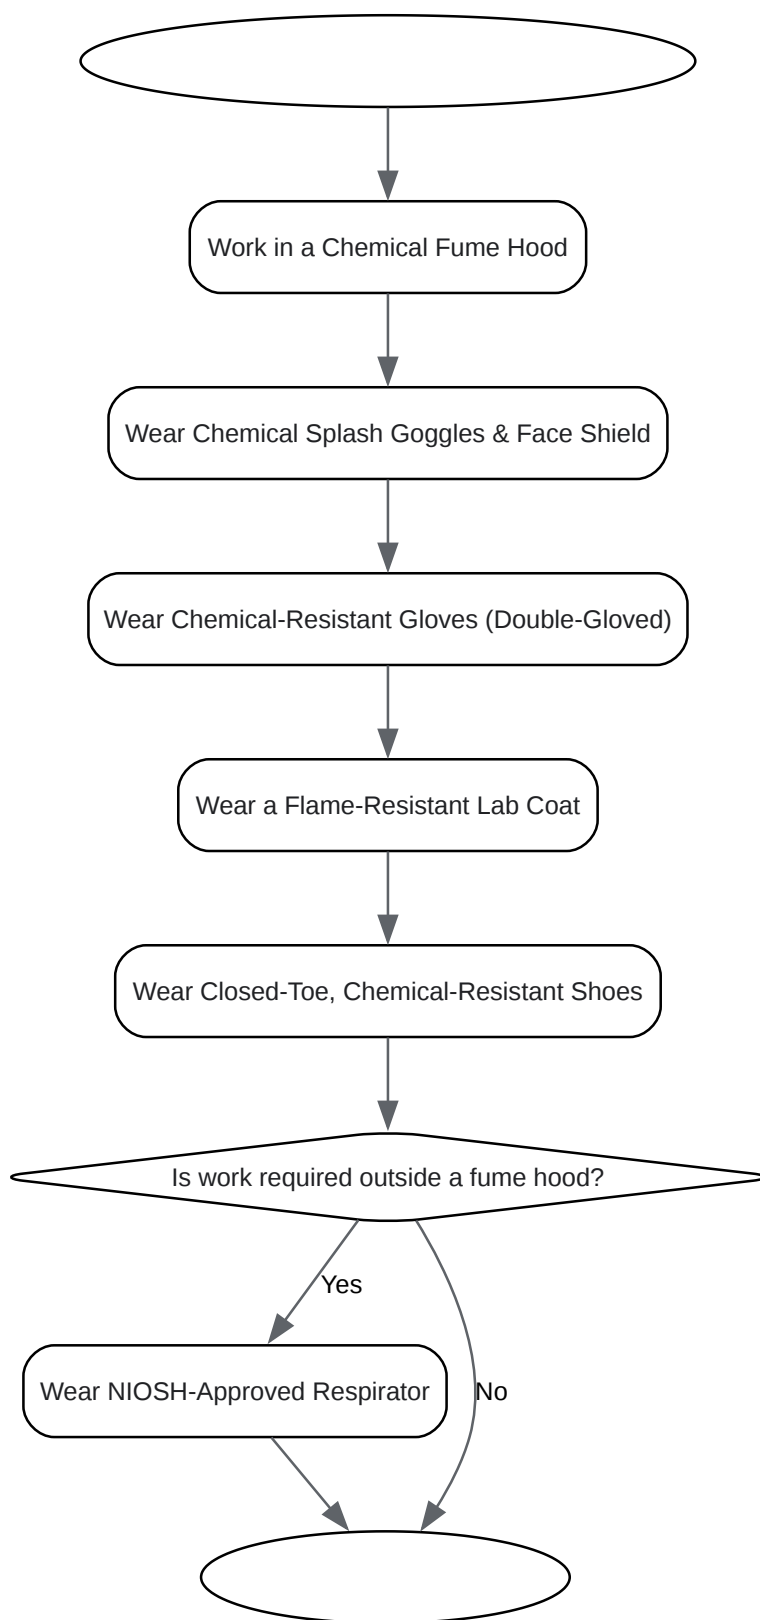 Work in a Chemical Fume Hood
Wear Chemical Splash Goggles & Face Shield
Wear Chemical-Resistant Gloves (Double-Gloved)
Wear a Flame-Resistant Lab Coat
Wear Closed-Toe, Chemical-Resistant Shoes
Is work required outside a fume hood?
Yes
Wear NIOSH-Approved Respirator
No